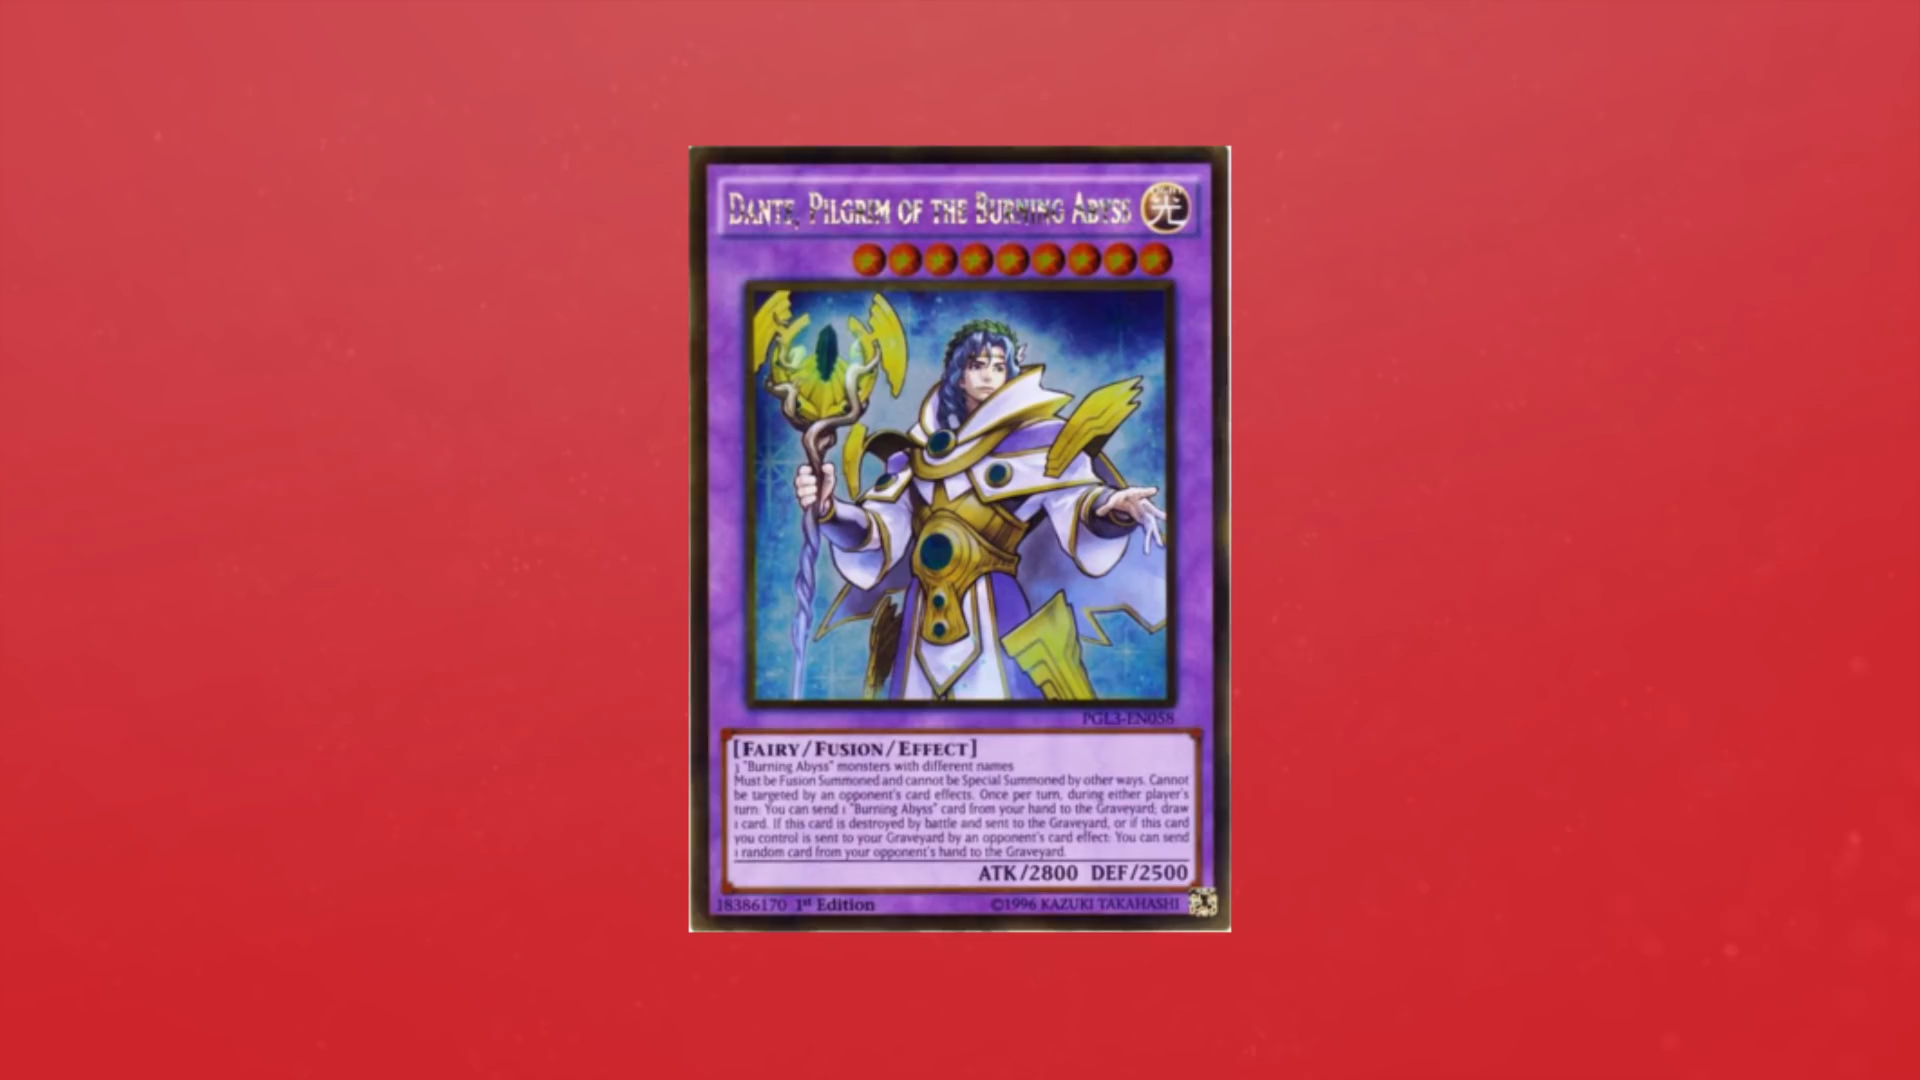 DANTE, PILGRIM OF THE BURNING ABYSS
LIGHT
光
PGL3-EN058
[FAIRY/FUSION/EFFECT]
3 "Burning Abyss" monsters with different names
Must be Fusion Summoned and cannot be Special Summoned by other ways. Cannot
be targeted by an opponent's card effects. Once per turn, during either player's
turn: You can send 1 "Burning Abyss" card from your hand to the Graveyard; draw
1 card. If this card is destroyed by battle and sent to the Graveyard, or if this card
you control is sent to your Graveyard by an opponent's card effect: You can send
1 random card from your opponent's hand to the Graveyard.
ATK/2800 DEF/2500
18386170 1st Edition
©1996 KAZUKI TAKAHASHI